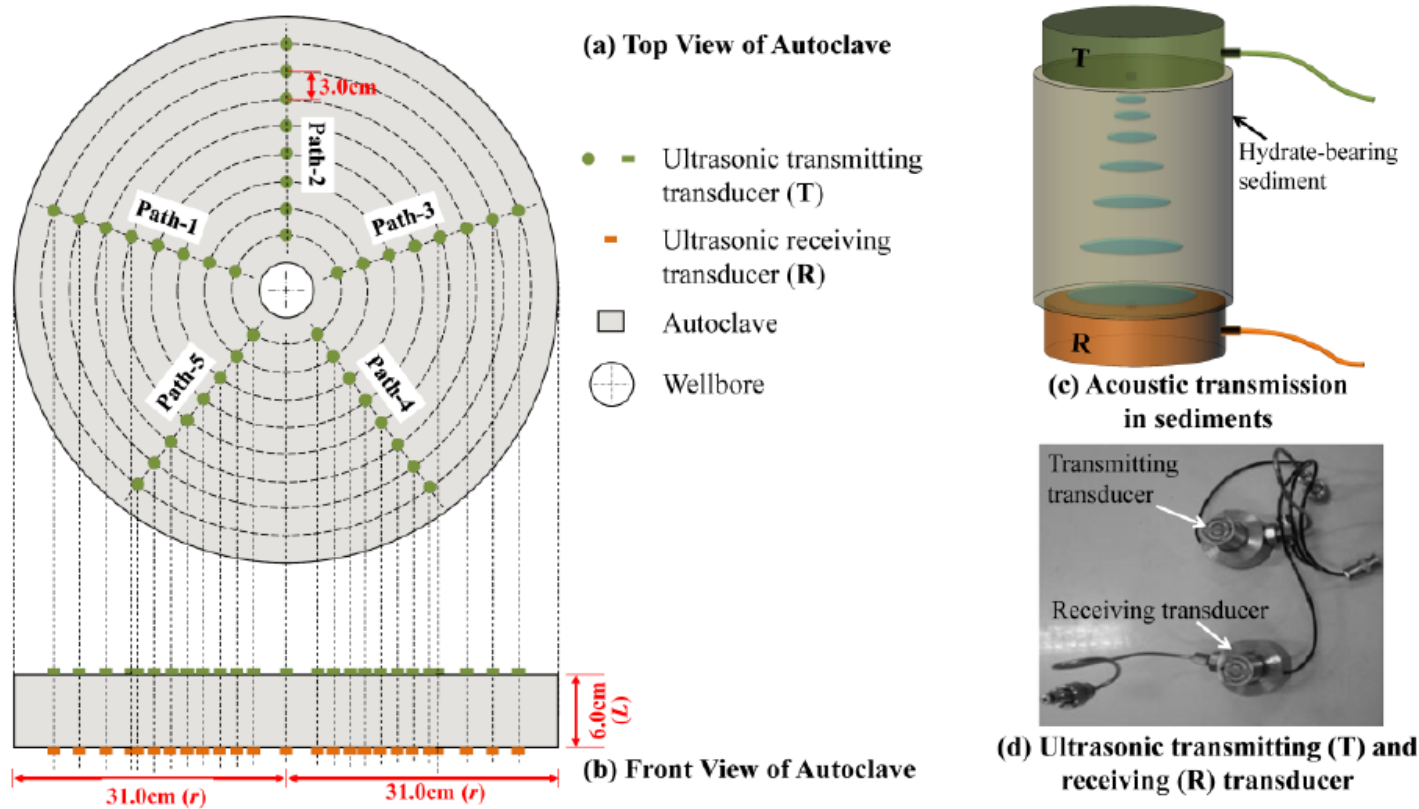 (a) Top View of Autoclave
3.0cm
Path-2
Path-1
Path-3
Path-5
Path-4
Ultrasonic transmitting
transducer (T)
Ultrasonic receiving
transducer (R)
Autoclave
Wellbore
6.0cm
(L)
31.0cm (r)
31.0cm (r)
(b) Front View of Autoclave
T
Hydrate-bearing
sediment
R
(c) Acoustic transmission
in sediments
Transmitting
transducer
Receiving transducer
(d) Ultrasonic transmitting (T) and
receiving (R) transducer